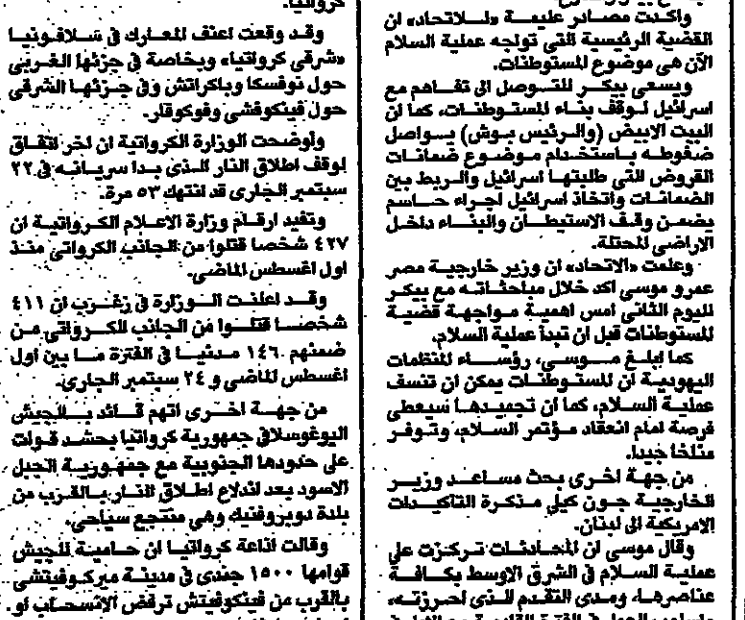 واكدت مصادر عليمة «للاتحاد» ان
القضية الرئيسية التي تواجه عملية السلام
الآن هي موضوع المستوطنات.
ويسعى بيكر للتوصل الى تفاهم مع
اسرائيل لوقف بناء المستوطنات، كما ان
البيت الابيض (والرئيس بوش) يواصل
ضغوطه باستخدام موضوع ضمانات
القروض التي طلبتها اسرائيل والربط بين
الضمانات واتخاذ اسرائيل اجراء حاسم
يضمن وقف الاستيطان والبناء داخل
الاراضي المحتلة.
وعلمت «الاتحاد» ان وزير خارجية مصر
عمرو موسى اكد خلال مباحثاته مع بيكر
لليوم الثاني امس اهمية مواجهة قضية
المستوطنات قبل ان تبدأ عملية السلام.
كما ابلغ موسى، رؤساء المنظمات
اليهودية ان المستوطنات يمكن ان تنسف
عملية السلام، كما ان تجميدها سيعطي
فرصة امام انعقاد مؤتمر السلام، وتوفر
مناخا جيدا.
من جهة اخرى بحث مساعد وزير
الخارجية جون كيلي مذكرة التاكيدات
الامريكية الى لبنان.
وقال موسى ان المحادثات تركزت على
عملية السلام في الشرق الاوسط بكافة
عناصرها، ومدى التقدم الذي احرزته،
كرواتيا.
وقد وقعت اعنف المعارك في سلافونيا
«شرقي كرواتيا» وبخاصة في جزئها الغربي
حول نوفسكا وباكراتش وفي جزئها الشرقي
حول فينكوفشي وفوكوفار.
واوضحت الوزارة الكرواتية ان اخر اتفاق
لوقف اطلاق النار الذي بدا سريانه في ٢٢
سبتمبر الجارى قد انتهك ٥٣ مرة.
وتفيد ارقام وزارة الاعلام الكرواتية ان
٤٢٧ شخصا قتلوا من الجانب الكرواتي منذ
اول اغسطس الماضي.
وقد اعلنت الوزارة في زغرب ان ٤١١
شخصا قتلوا من الجانب الكرواتي من
ضمنهم ١٤٦ مدنيا في الفترة ما بين اول
اغسطس الماضي و ٢٤ سبتمبر الجارى.
من جهة اخرى اتهم قائد بالجيش
اليوغوسلافي جمهورية كرواتيا بحشد قوات
على حدودها الجنوبية مع جمهورية الجبل
الاسود بعد اندلاع اطلاق النار بالقرب من
بلدة دوبروفنيك وهي منتجع سياحي.
وقالت اذاعة كرواتيا ان حامية للجيش
قوامها ١٥٠٠ جندى في مدينة ميركوفيتشي
بالقرب من فينكوفيتش ترفض الانسحاب او